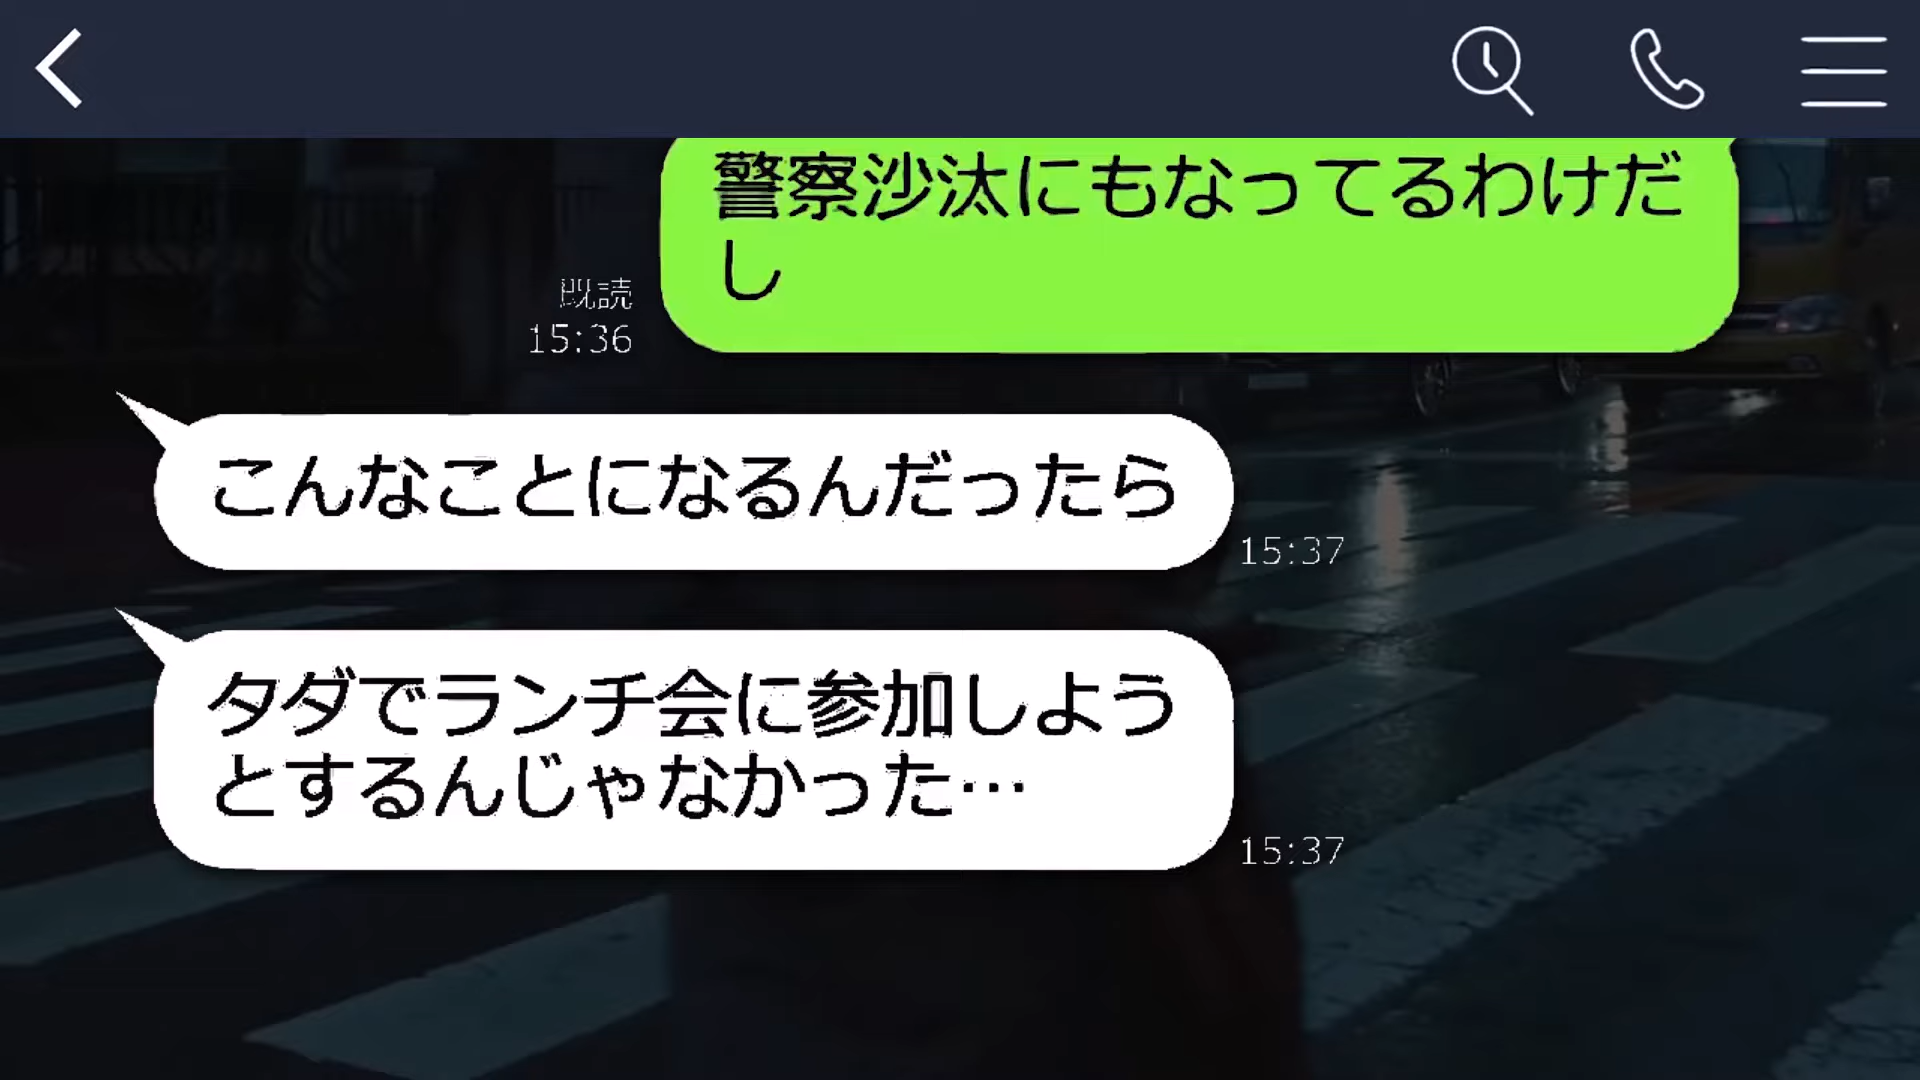 警察沙汰にもなってるわけだ
し
既読
15:36
こんなことになるんだったら
15:37
タダでランチ会に参加しよう
とするんじゃなかった…
15:37